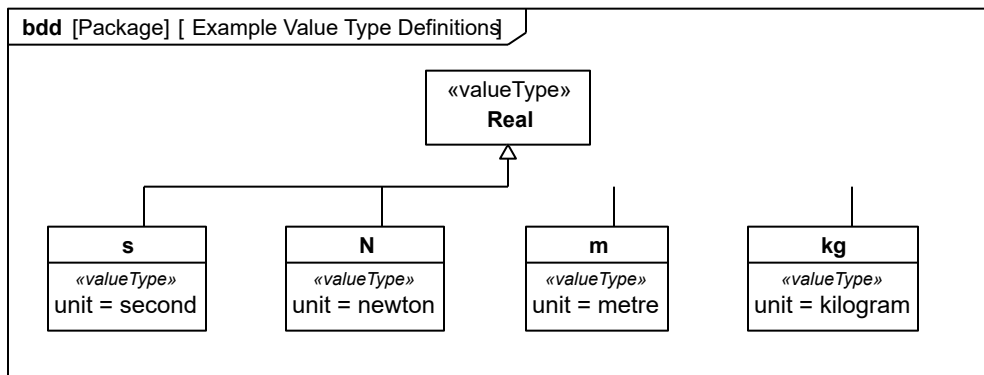 bdd [Package] [ Example Value Type Definitions]
«valueType»
Real
s
«valueType»
unit = second
N
«valueType»
unit = newton
m
«valueType»
unit = metre
kg
«valueType»
unit = kilogram